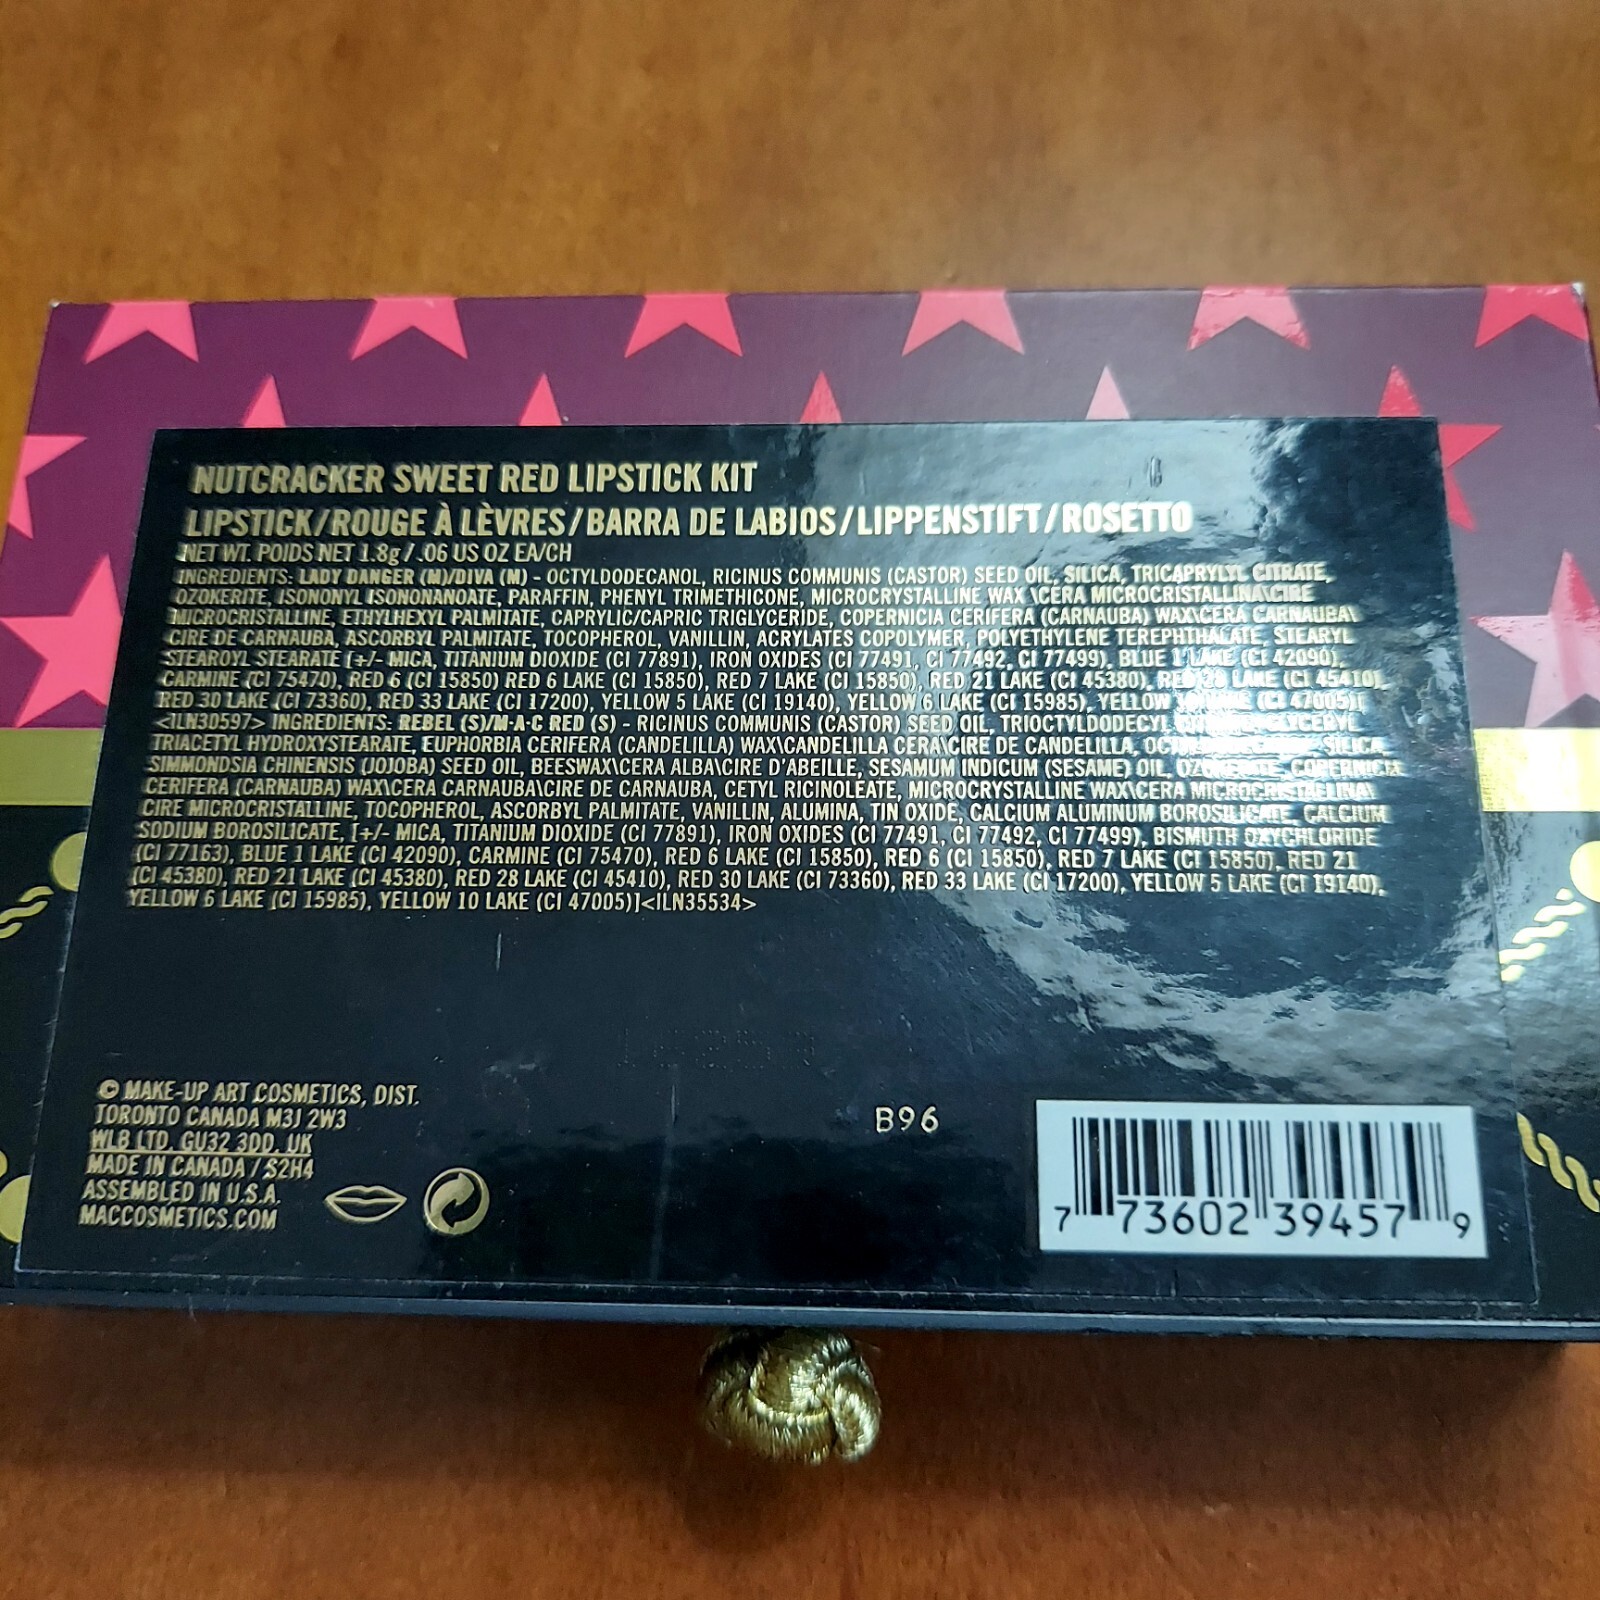 NUTCRACKER SWEET RED LIPSTICK KIT
LIPSTICK/ROUGE À LÈVRES/BARRA DE LABIOS/LIPPENSTIFT/ROSETTO
NET WT. POIDS NET 1.8g / .06 US OZ EA/CH
INGREDIENTS: LADY DANGER (M)/DIVA (M) - OCTYLDODECANOL, RICINUS COMMUNIS (CASTOR) SEED OIL, SILICA, TRICAPRYLYL CITRATE,
OZOKERITE, ISONONYL ISONONANOATE, PARAFFIN, PHENYL TRIMETHICONE, MICROCRYSTALLINE WAX\CERA MICROCRISTALLINA\CIRE
MICROCRISTALLINE, ETHYLHEXYL PALMITATE, CAPRYLIC/CAPRIC TRIGLYCERIDE, COPERNICIA CERIFERA (CARNAUBA) WAX\CERA CARNAUBA\
CIRE DE CARNAUBA, ASCORBYL PALMITATE, TOCOPHEROL, VANILLIN, ACRYLATES COPOLYMER, POLYETHYLENE TEREPHTHALATE, STEARYL
STEAROYL STEARATE [+/- MICA, TITANIUM DIOXIDE (CI 77891), IRON OXIDES (CI 77491, CI 77492, CI 77499), BLUE 1 LAKE (CI 42090),
CARMINE (CI 75470), RED 6 (CI 15850) RED 6 LAKE (CI 15850), RED 7 LAKE (CI 15850), RED 21 LAKE (CI 45380), RED 28 LAKE (CI 45410),
RED 30 LAKE (CI 73360), RED 33 LAKE (CI 17200), YELLOW 5 LAKE (CI 19140), YELLOW 6 LAKE (CI 15985), YELLOW LAKE (CI 47005)]
<ILN30597> INGREDIENTS: REBEL (S)/M·A·C RED (S) - RICINUS COMMUNIS (CASTOR) SEED OIL, TRIOCTYLDODECYL GLYCERYL
TRIACETYL HYDROXYSTEARATE, EUPHORBIA CERIFERA (CANDELILLA) WAX\CANDELILLA CERA\CIRE DE CANDELILLA, SILICA,
SIMMONDSIA CHINENSIS (JOJOBA) SEED OIL, BEESWAX\CERA ALBA\CIRE D'ABEILLE, SESAMUM INDICUM (SESAME) OIL, OZOKERITE, COPERNICIA
CERIFERA (CARNAUBA) WAX\CERA CARNAUBA\CIRE DE CARNAUBA, CETYL RICINOLEATE, MICROCRYSTALLINE WAX\CERA MICROCRISTALLINA\
CIRE MICROCRISTALLINE, TOCOPHEROL, ASCORBYL PALMITATE, VANILLIN, ALUMINA, TIN OXIDE, CALCIUM ALUMINUM BOROSILICATE, CALCIUM
SODIUM BOROSILICATE, [+/- MICA, TITANIUM DIOXIDE (CI 77891), IRON OXIDES (CI 77491, CI 77492, CI 77499), BISMUTH OXYCHLORIDE
(CI 77163), BLUE 1 LAKE (CI 42090), CARMINE (CI 75470), RED 6 LAKE (CI 15850), RED 6 (CI 15850), RED 7 LAKE (CI 15850), RED 21
(CI 45380), RED 21 LAKE (CI 45380), RED 28 LAKE (CI 45410), RED 30 LAKE (CI 73360), RED 33 LAKE (CI 17200), YELLOW 5 LAKE (CI 19140),
YELLOW 6 LAKE (CI 15985), YELLOW 10 LAKE (CI 47005)]<ILN35534>
© MAKE-UP ART COSMETICS, DIST.
TORONTO CANADA M3J 2W3
WLB LTD. GU32 3DD, UK
MADE IN CANADA / S2H4
ASSEMBLED IN U.S.A.
MACCOSMETICS.COM
B96
7 73602 39457 9